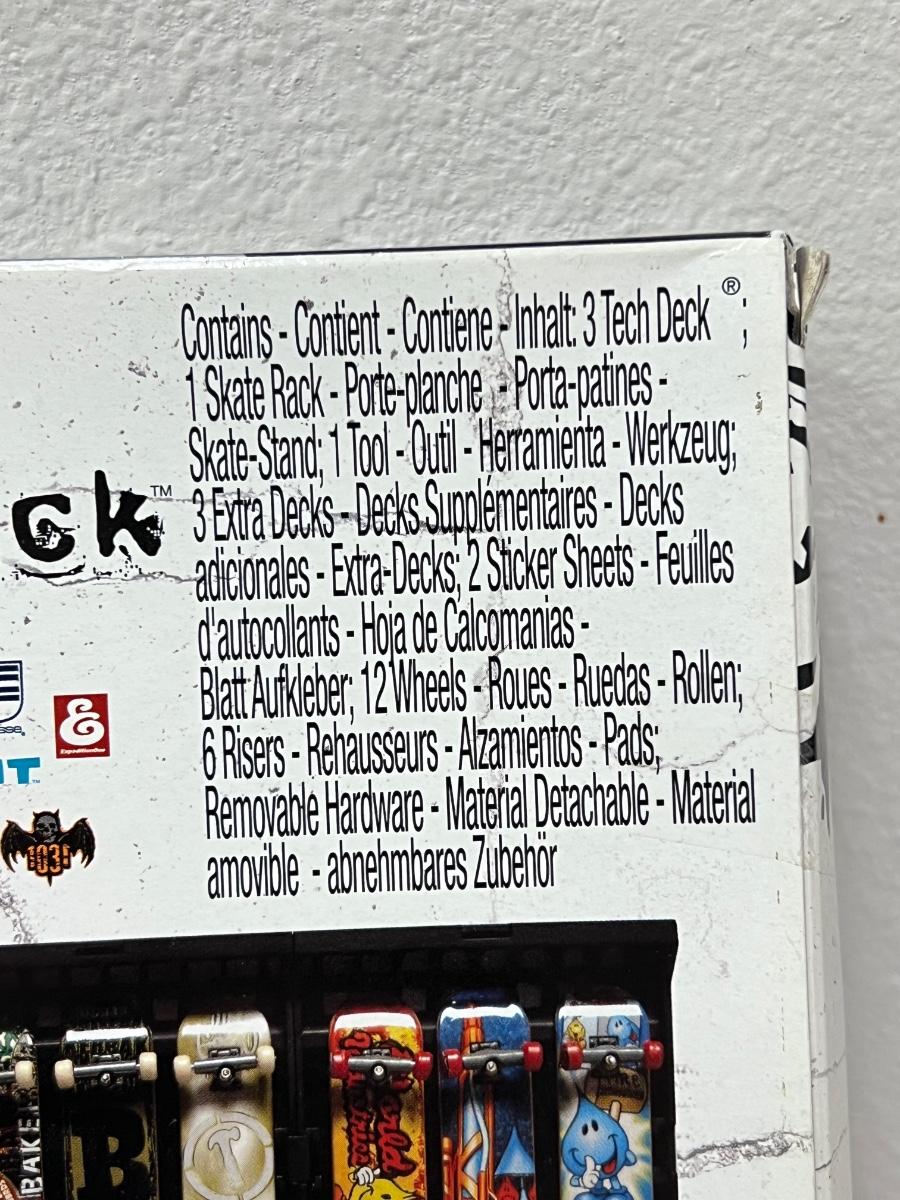 Contains - Contient - Contiene - Inhalt: 3 Tech Deck ® ;
1 Skate Rack - Porte-planche - Porta-patines -
Skate-Stand; 1 Tool - Outil - Herramienta - Werkzeug;
3 Extra Decks - Decks Supplémentaires - Decks
adicionales - Extra-Decks; 2 Sticker Sheets - Feuilles
d'autocollants - Hoja de Calcomanias -
Blatt Aufkleber; 12 Wheels - Roues - Ruedas - Rollen;
6 Risers - Rehausseurs - Alzamientos - Pads;
Removable Hardware - Material Detachable - Material
amovible - abnehmbares Zubehör
ck™
B
World
BAKER